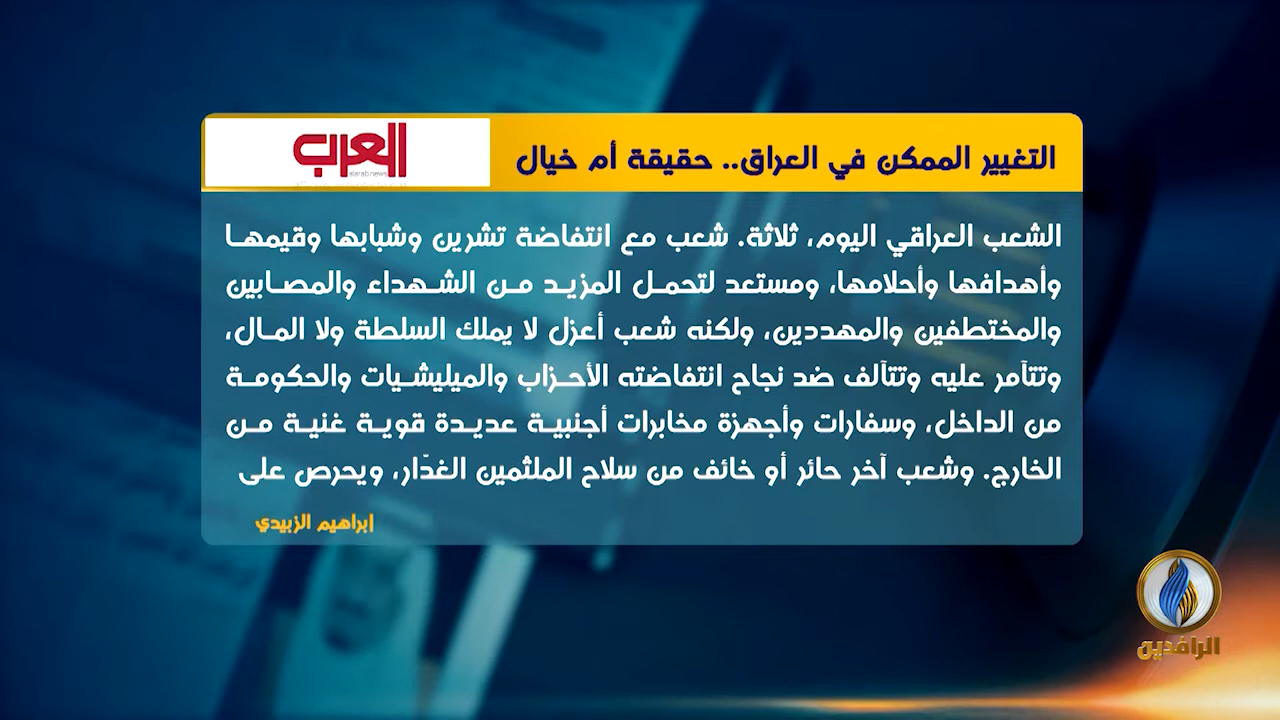 التغيير الممكن في العراق.. حقيقة أم خيال
العرب
alarab.news
الشعب العراقي اليوم، ثلاثة. شعب مع انتفاضة تشرين وشبابها وقيمها
وأهدافها وأحلامها، ومستعد لتحمل المزيد من الشهداء والمصابين
والمختطفين والمهددين، ولكنه شعب أعزل لا يملك السلطة ولا المال،
وتتآمر عليه وتتآلف ضد نجاح انتفاضته الأحزاب والميليشيات والحكومة
من الداخل، وسفارات وأجهزة مخابرات أجنبية عديدة قوية غنية من
الخارج. وشعب آخر حائر أو خائف من سلاح الملثمين الغدّار، ويحرص على
إبراهيم الزبيدي
الرافدين